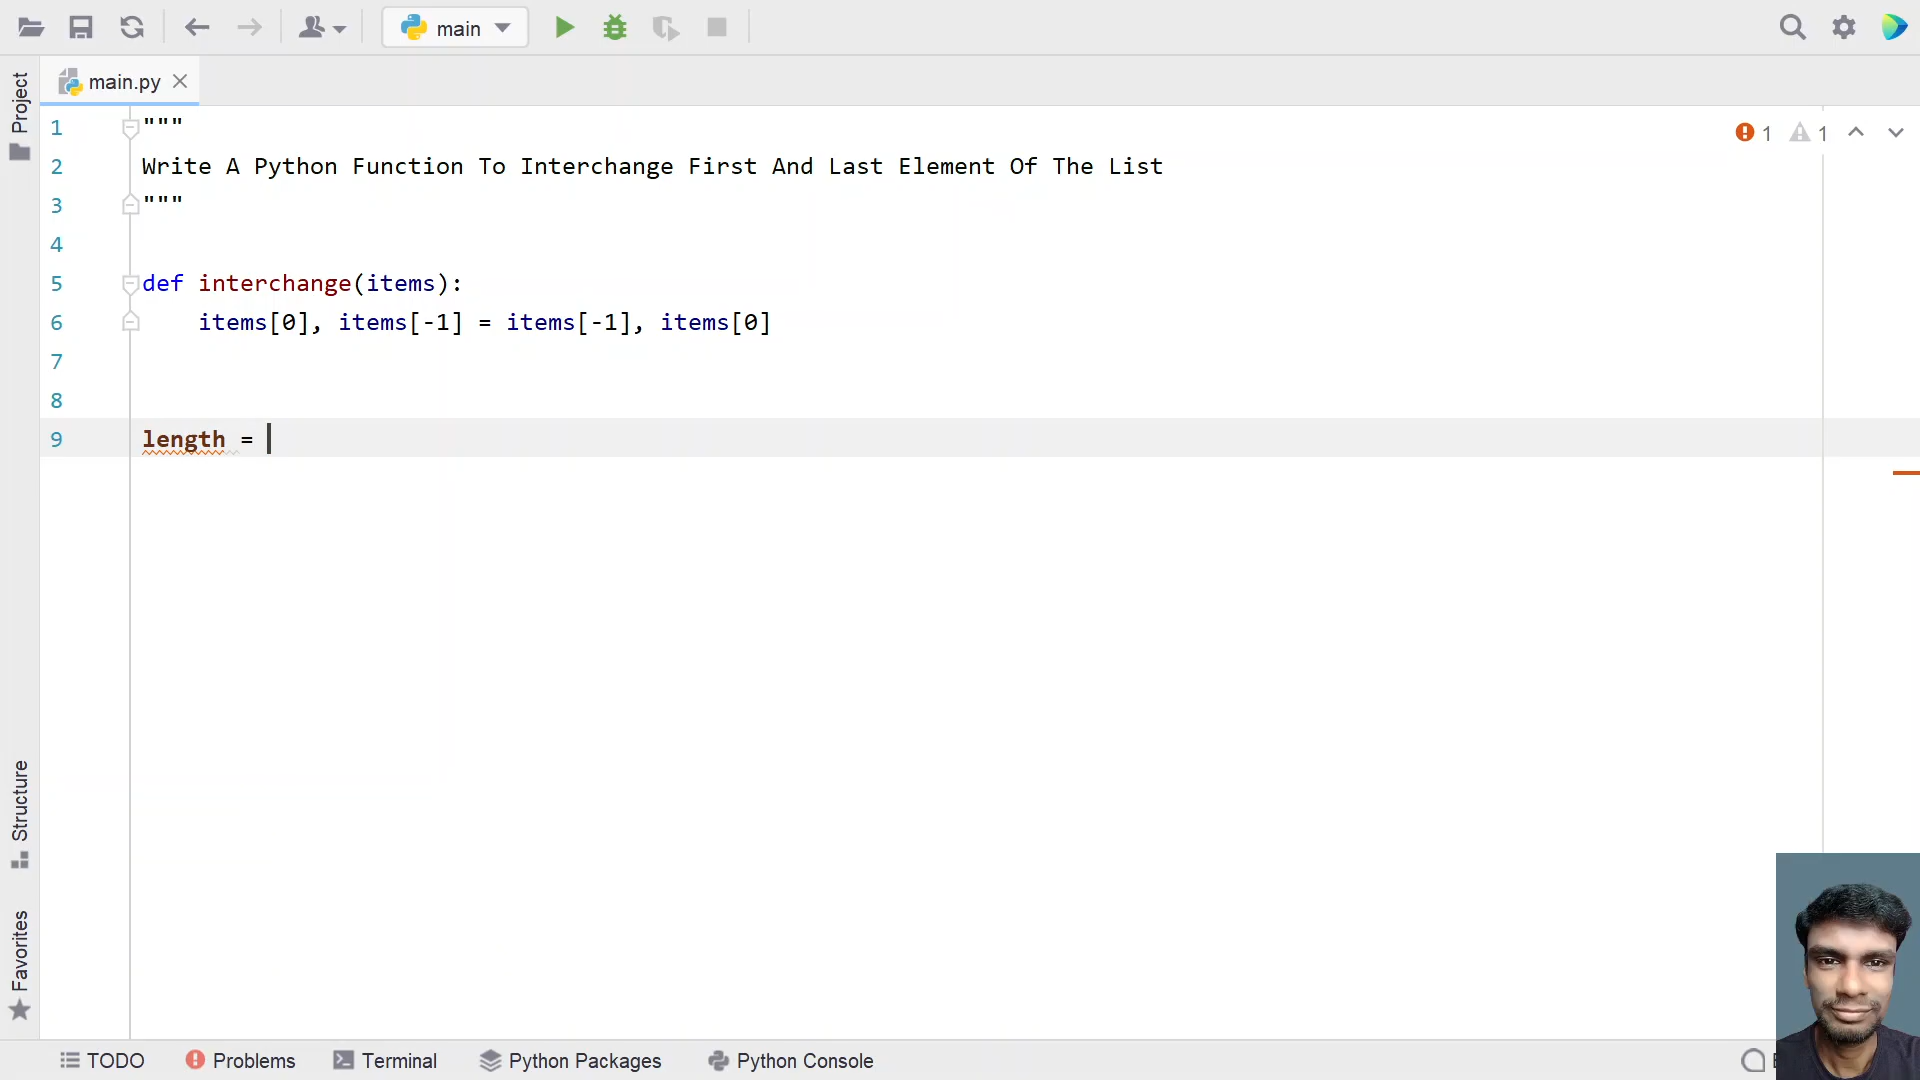 main
Project
main.py
1 """
2 Write A Python Function To Interchange First And Last Element Of The List
3 """
4
5 def interchange(items):
6     items[0], items[-1] = items[-1], items[0]
7
8
9 length =
1 1
Structure
Favorites
TODO Problems Terminal Python Packages Python Console